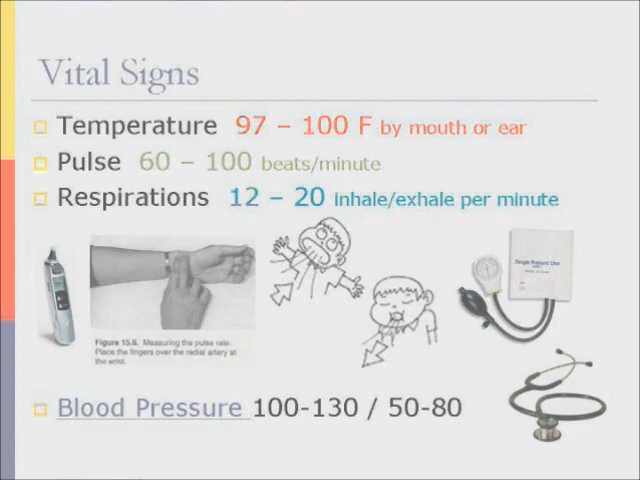 Vital Signs
Temperature 97 – 100 F by mouth or ear
Pulse 60 – 100 beats/minute
Respirations 12 – 20 inhale/exhale per minute
Single Patient Use
Figure 15.6. Measuring the pulse rate.
Place the fingers over the radial artery at
the wrist.
Blood Pressure 100-130 / 50-80